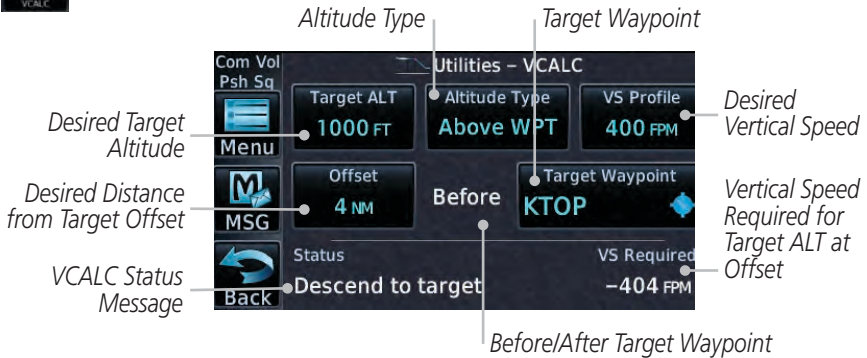 VCALC
Altitude Type
Target Waypoint
Com Vol
Psh Sq
Utilities – VCALC
Menu
Target ALT
1000 FT
Altitude Type
Above WPT
VS Profile
400 FPM
Desired Target
Altitude
Desired
Vertical Speed
MSG
Offset
4 NM
Before
Target Waypoint
KTOP
Desired Distance
from Target Offset
Vertical Speed
Required for
Target ALT at
Offset
Back
Status
Descend to target
VS Required
−404 FPM
VCALC Status
Message
Before/After Target Waypoint